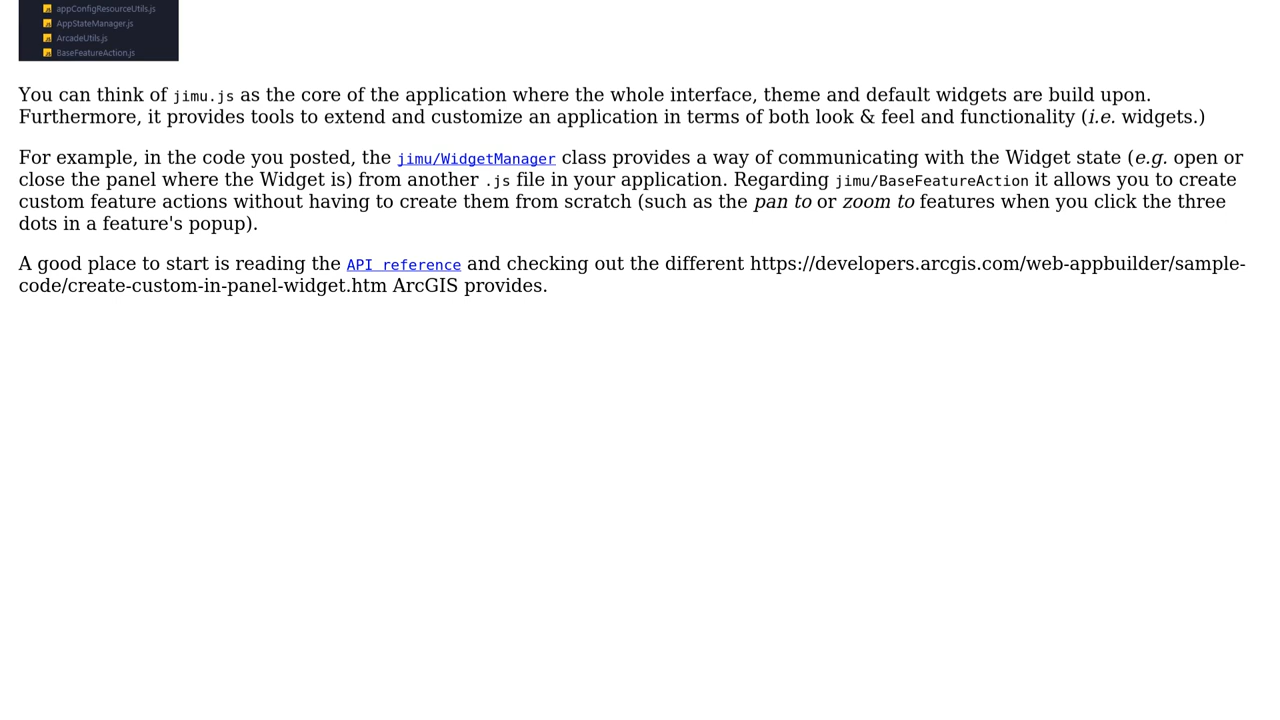 appConfigResourceUtils.js
AppStateManager.js
ArcadeUtils.js
BaseFeatureAction.js
You can think of jimu.js as the core of the application where the whole interface, theme and default widgets are build upon.
Furthermore, it provides tools to extend and customize an application in terms of both look & feel and functionality (i.e. widgets.)
For example, in the code you posted, the jimu/WidgetManager class provides a way of communicating with the Widget state (e.g. open or
close the panel where the Widget is) from another .js file in your application. Regarding jimu/BaseFeatureAction it allows you to create
custom feature actions without having to create them from scratch (such as the pan to or zoom to features when you click the three
dots in a feature's popup).
A good place to start is reading the API reference and checking out the different https://developers.arcgis.com/web-appbuilder/sample-
code/create-custom-in-panel-widget.htm ArcGIS provides.